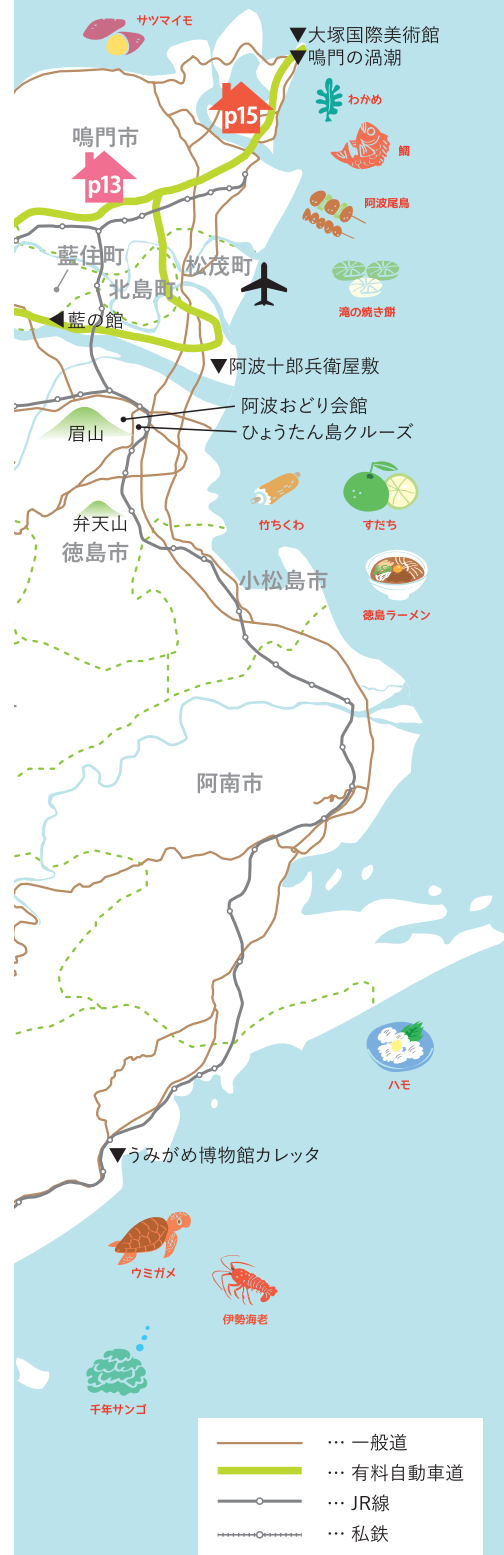 サツマイモ
▼大塚国際美術館
▼鳴門の渦潮
わかめ
p15
鯛
鳴門市
p13
阿波尾鳥
藍住町
松茂町
北島町
滝の焼き餅
◀藍の館
▼阿波十郎兵衛屋敷
阿波おどり会館
眉山
ひょうたん島クルーズ
竹ちくわ
すだち
弁天山
徳島市
小松島市
徳島ラーメン
阿南市
ハモ
▼うみがめ博物館カレッタ
ウミガメ
伊勢海老
千年サンゴ
… 一般道
… 有料自動車道
… JR線
… 私鉄